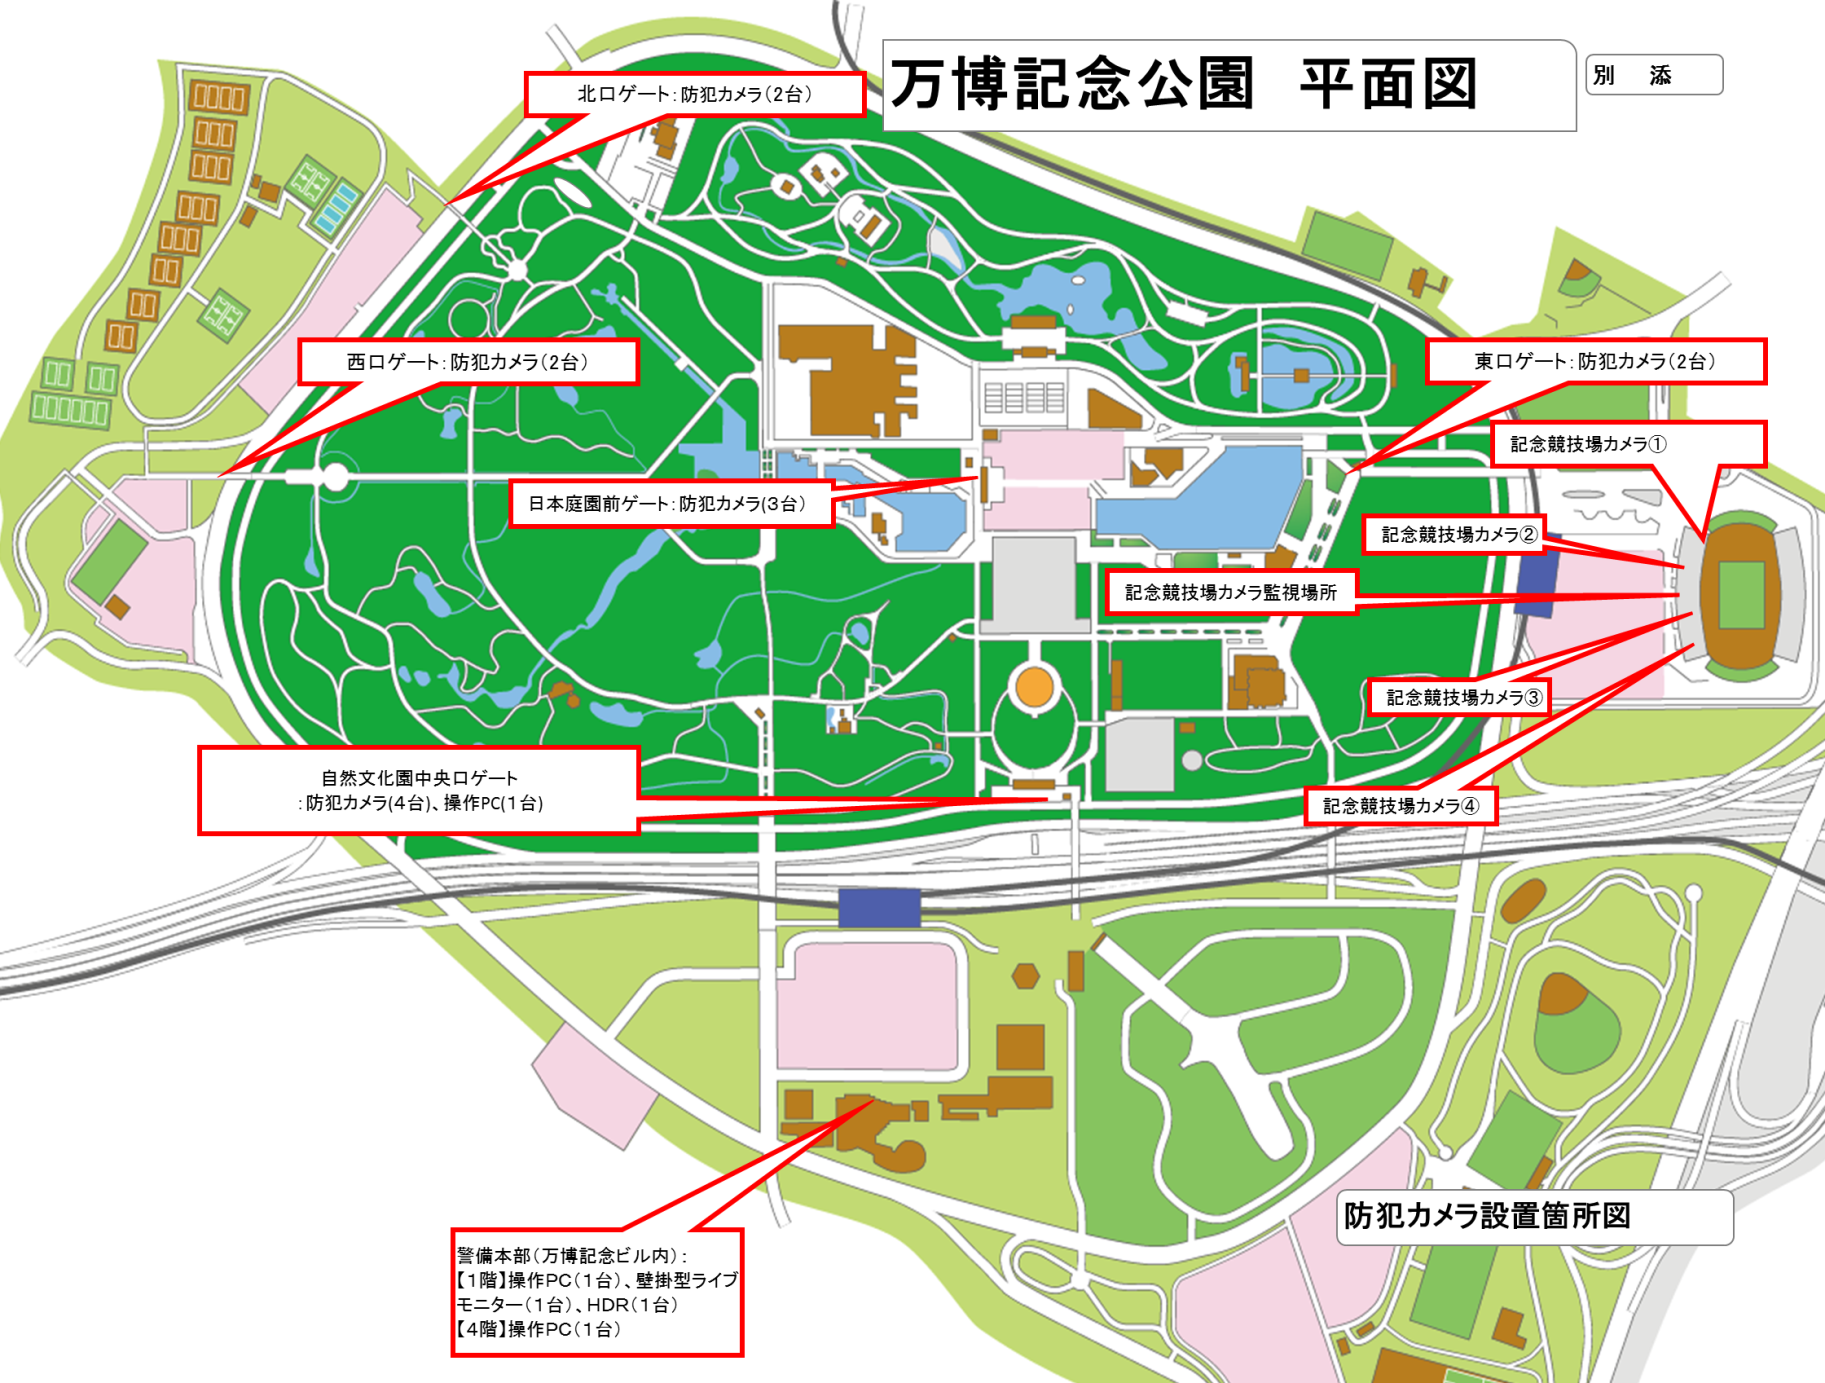 万博記念公園　平面図
別　添
北口ゲート：防犯カメラ（2台）
西口ゲート：防犯カメラ（2台）
東口ゲート：防犯カメラ（2台）
記念競技場カメラ①
日本庭園前ゲート：防犯カメラ(3台)
記念競技場カメラ②
記念競技場カメラ監視場所
記念競技場カメラ③
自然文化園中央口ゲート
：防犯カメラ(4台)、操作PC(1台)
記念競技場カメラ④
防犯カメラ設置箇所図
警備本部（万博記念ビル内）：
【１階】操作ＰＣ（１台）、壁掛型ライブ
モニター（１台）、ＨＤＲ（１台）
【４階】操作ＰＣ（１台）